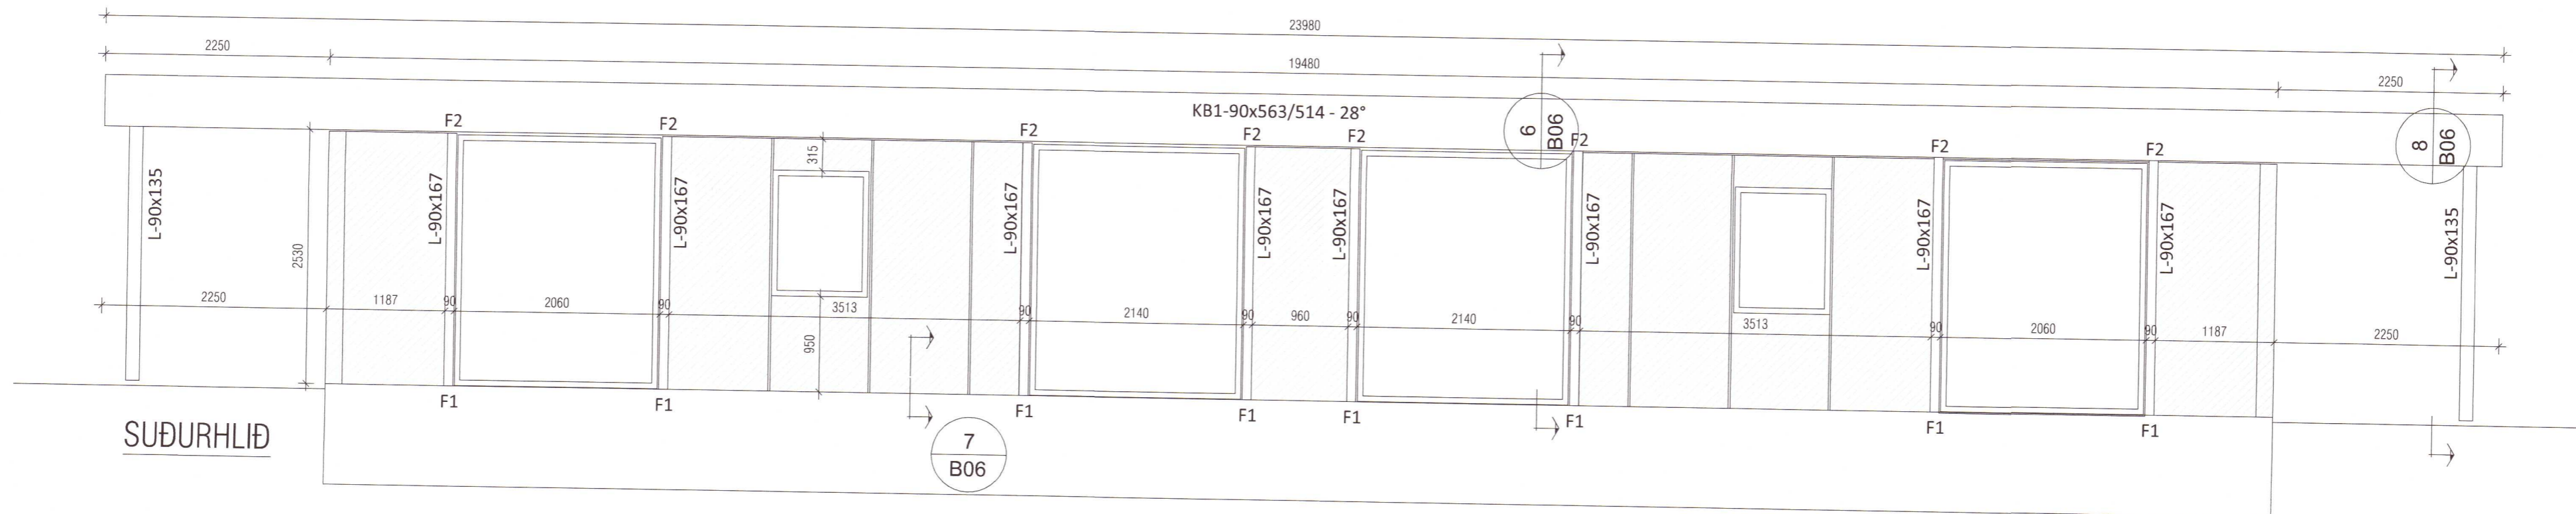 23980
2250
19480
2250
KB1-90x563/514 - 28°
6
B06
8
B06
F2
F2
F2
F2
F2
F2
F2
F2
315
L-90x135
L-90x167
L-90x167
L-90x167
L-90x167
L-90x167
L-90x167
L-90x167
L-90x167
L-90x135
2530
2250
1187
90
2060
90
3513
90
2140
90
960
90
2140
90
3513
90
2060
90
1187
2250
950
F1
F1
F1
F1
F1
F1
F1
F1
SUÐURHLIÐ
7
B06